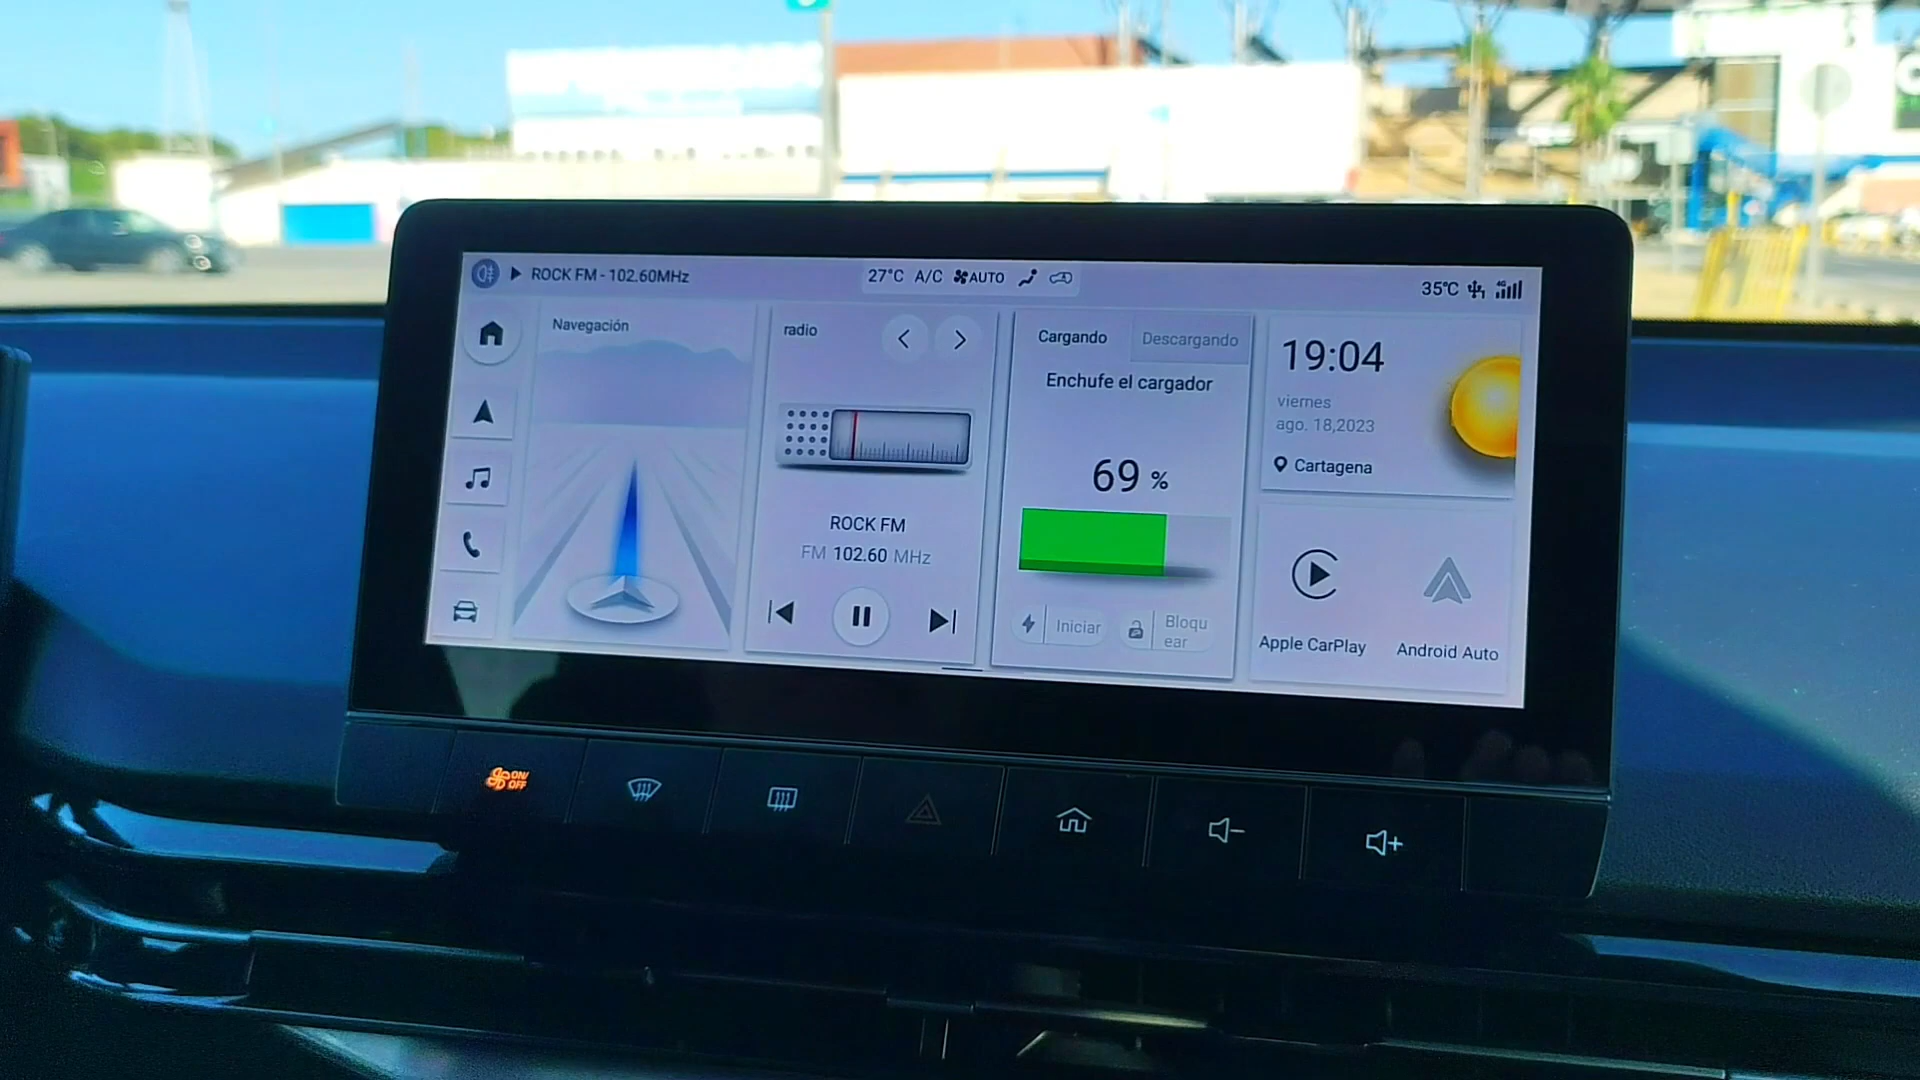 ROCK FM - 102.60MHz
27°C A/C AUTO
35℃ 4G
Navegación
radio
ROCK FM
FM 102.60 MHz
Cargando Descargando
Enchufe el cargador
69 %
Iniciar
Bloqu
ear
19:04
viernes
ago. 18,2023
Cartagena
Apple CarPlay
Android Auto
ON/
OFF